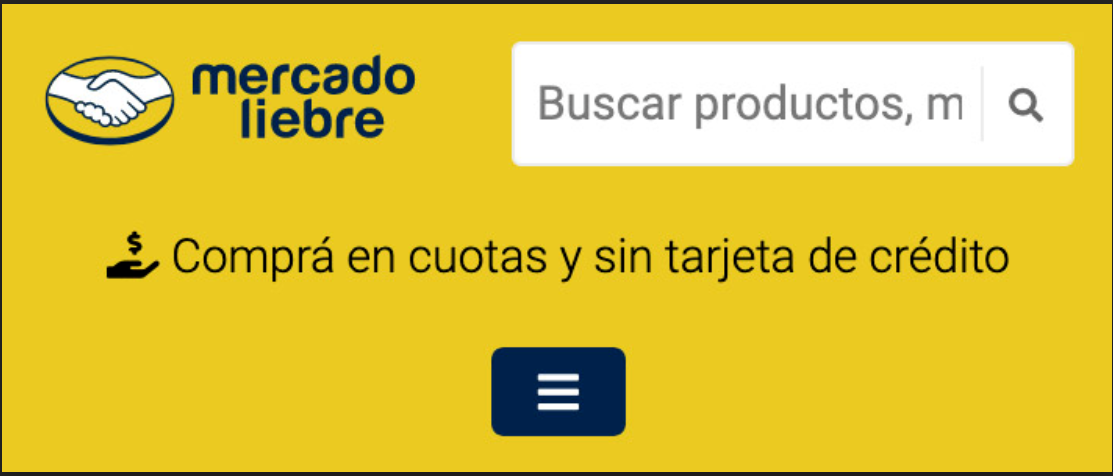 mercado
liebre
Buscar productos, m
$ Comprá en cuotas y sin tarjeta de crédito